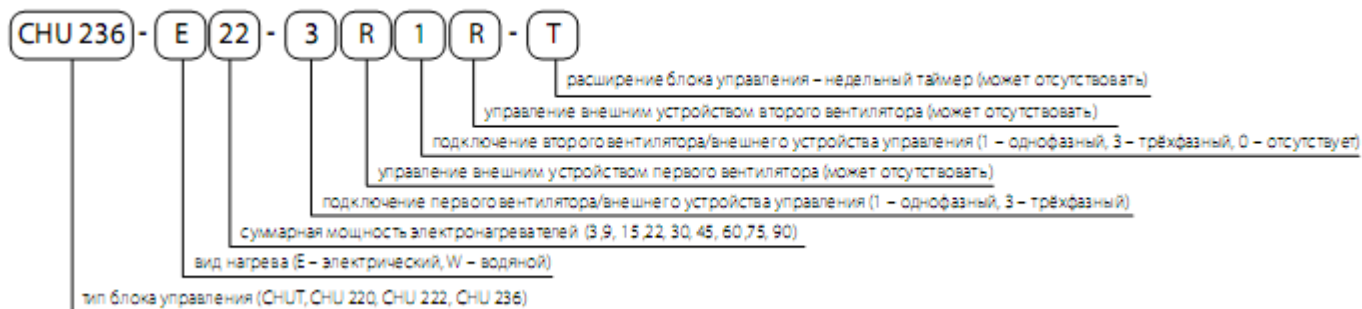 CHU 236 - E 22 - 3 R 1 R - T
расширение блока управления – недельный таймер (может отсутствовать)
управление внешним устройством второго вентилятора (может отсутствовать)
подключение второго вентилятора/внешнего устройства управления (1 – однофазный, 3 – трёхфазный, 0 – отсутствует)
управление внешним устройством первого вентилятора (может отсутствовать)
подключение первого вентилятора/внешнего устройства управления (1 – однофазный, 3 – трёхфазный)
суммарная мощность электронагревателей (3,9, 15,22, 30, 45, 60,75, 90)
вид нагрева (E – электрический, W – водяной)
тип блока управления (CHUT, CHU 220, CHU 222, CHU 236)